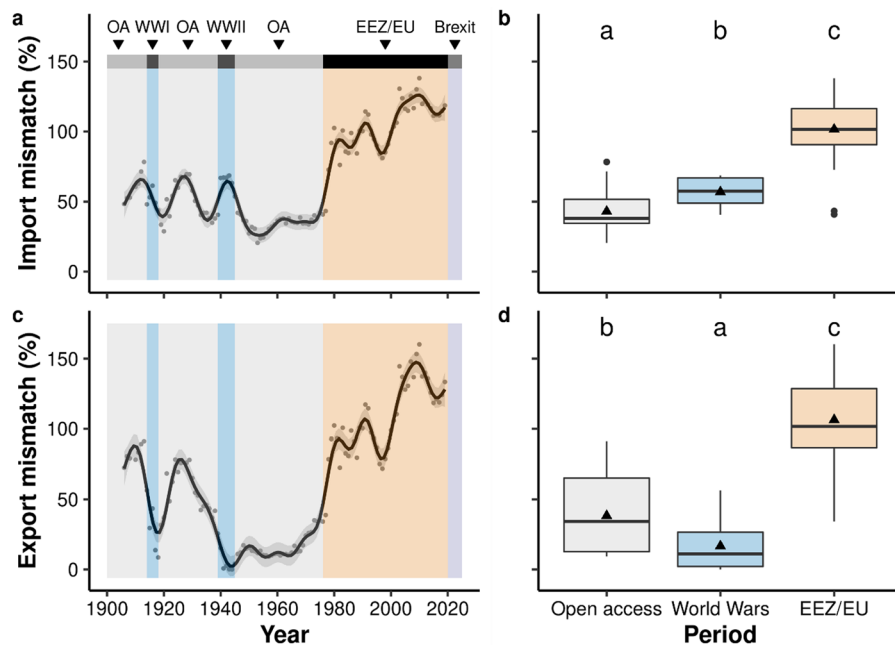 a
OA WWI OA WWII OA EEZ/EU Brexit
Import mismatch (%)
150
100
50
0
b
a b c
c
Export mismatch (%)
150
100
50
0
1900 1920 1940 1960 1980 2000 2020
Year
d
b a c
Open access World Wars EEZ/EU
Period